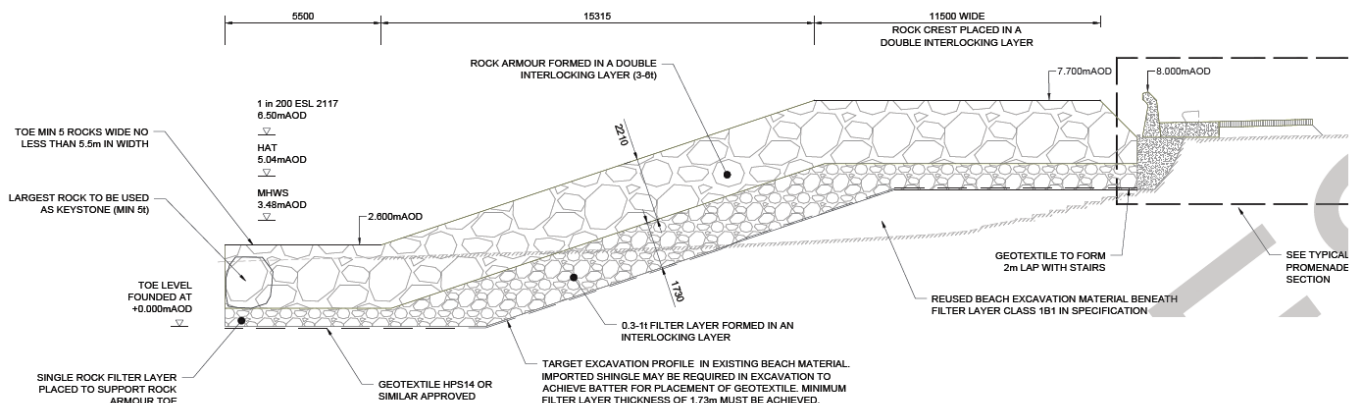 5500
15315
11500 WIDE
ROCK CREST PLACED IN A
DOUBLE INTERLOCKING LAYER
ROCK ARMOUR FORMED IN A DOUBLE
INTERLOCKING LAYER (3-6t)
7.700mAOD
8.000mAOD
1 in 200 ESL 2117
6.50mAOD
TOE MIN 5 ROCKS WIDE NO
LESS THAN 5.5m IN WIDTH
HAT
5.04mAOD
2210
LARGEST ROCK TO BE USED
AS KEYSTONE (MIN 5t)
MHWS
3.48mAOD
2.600mAOD
GEOTEXTILE TO FORM
2m LAP WITH STAIRS
SEE TYPICAL
PROMENADE
SECTION
TOE LEVEL
FOUNDED AT
+0.000mAOD
1730
REUSED BEACH EXCAVATION MATERIAL BENEATH
FILTER LAYER CLASS 1B1 IN SPECIFICATION
0.3-1t FILTER LAYER FORMED IN AN
INTERLOCKING LAYER
SINGLE ROCK FILTER LAYER
PLACED TO SUPPORT ROCK
ARMOUR TOE
GEOTEXTILE HPS14 OR
SIMILAR APPROVED
TARGET EXCAVATION PROFILE IN EXISTING BEACH MATERIAL.
IMPORTED SHINGLE MAY BE REQUIRED IN EXCAVATION TO
ACHIEVE BATTER FOR PLACEMENT OF GEOTEXTILE. MINIMUM
FILTER LAYER THICKNESS OF 1.73m MUST BE ACHIEVED.